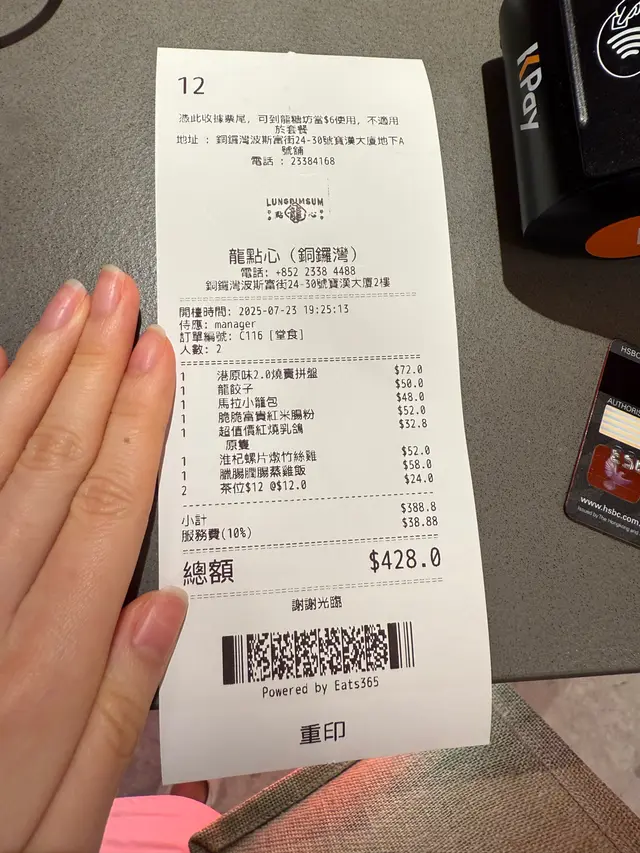 12
憑此收據票尾，可到龍糖坊當$6使用，不適用
於套餐
地址 : 銅鑼灣波斯富街24-30號寶漢大廈地下A
號舖
電話 : 23384168
LUNGDIMSUM
點 龍 心
龍點心（銅鑼灣）
電話: +852 2338 4488
銅鑼灣波斯富街24-30號寶漢大廈2樓
開檯時間: 2025-07-23 19:25:13
侍應: manager
訂單編號: C116 [堂食]
人數: 2
1 港原味2.0燒賣拼盤 $72.0
1 龍餃子 $50.0
1 馬拉小籠包 $48.0
1 脆脆富貴紅米腸粉 $52.0
1 超值價紅燒乳鴿 $32.8
原隻
1 淮杞螺片燉竹絲雞 $52.0
1 臘腸膶腸蒸雞飯 $58.0
2 茶位$12 @$12.0 $24.0
小計 $388.8
服務費(10%) $38.88
總額 $428.0
謝謝光臨
Powered by Eats365
重印
KPay
HSBC
AUTHORIS
www.hsbc.com